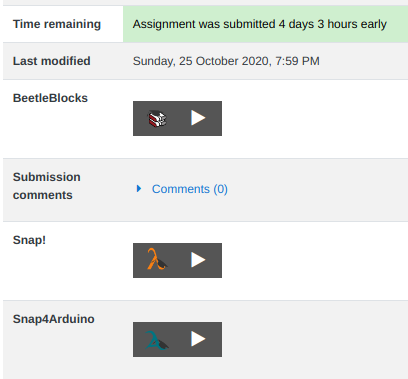 Time remaining
Assignment was submitted 4 days 3 hours early
Last modified
Sunday, 25 October 2020, 7:59 PM
BeetleBlocks
Submission
comments
Comments (0)
Snap!
Snap4Arduino